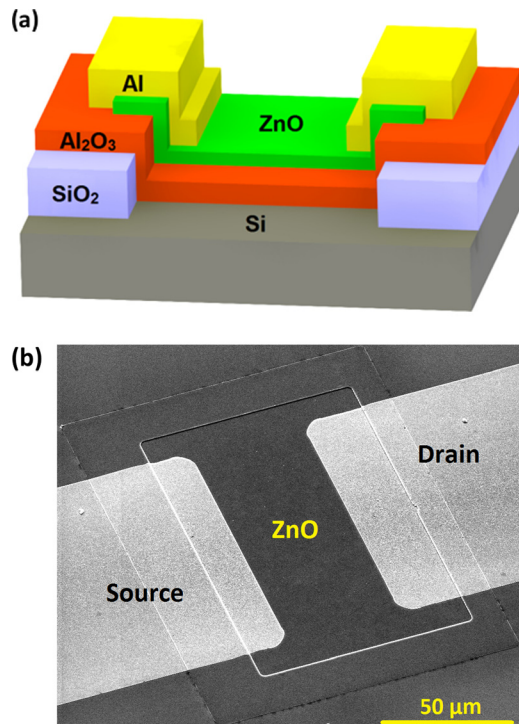 (a)
Al
ZnO
Al₂O₃
SiO₂
Si
(b)
Drain
ZnO
Source
50 µm